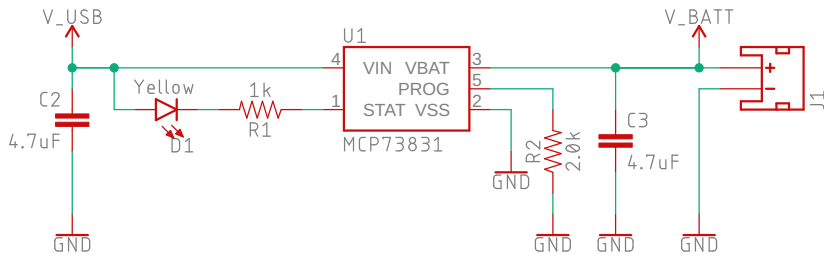 V_USB
V_BATT
U1
4
VIN VBAT
3
PROG
5
1
STAT VSS
2
MCP73831
Yellow
D1
1k
R1
C2
4.7uF
R2
2.0k
C3
4.7uF
J1
+
-
GND
GND
GND
GND
GND